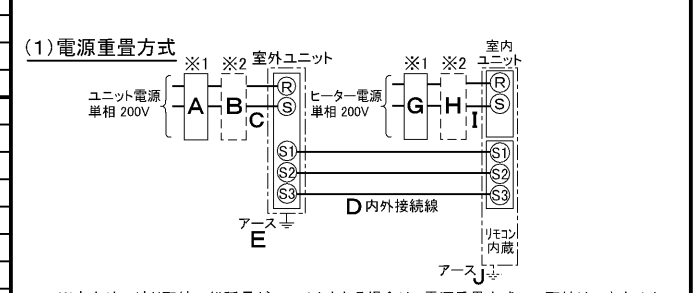 (1)電源重畳方式
※1 ※2 室外ユニット
※1 ※2 室内
ユニット
ユニット電源
単相 200V
A B C
R
S
ヒーター電源
単相 200V
G H I
R
S
S1
S2
S3
S1
S2
S3
D 内外接続線
アース
E
リモコン
内蔵
アース J